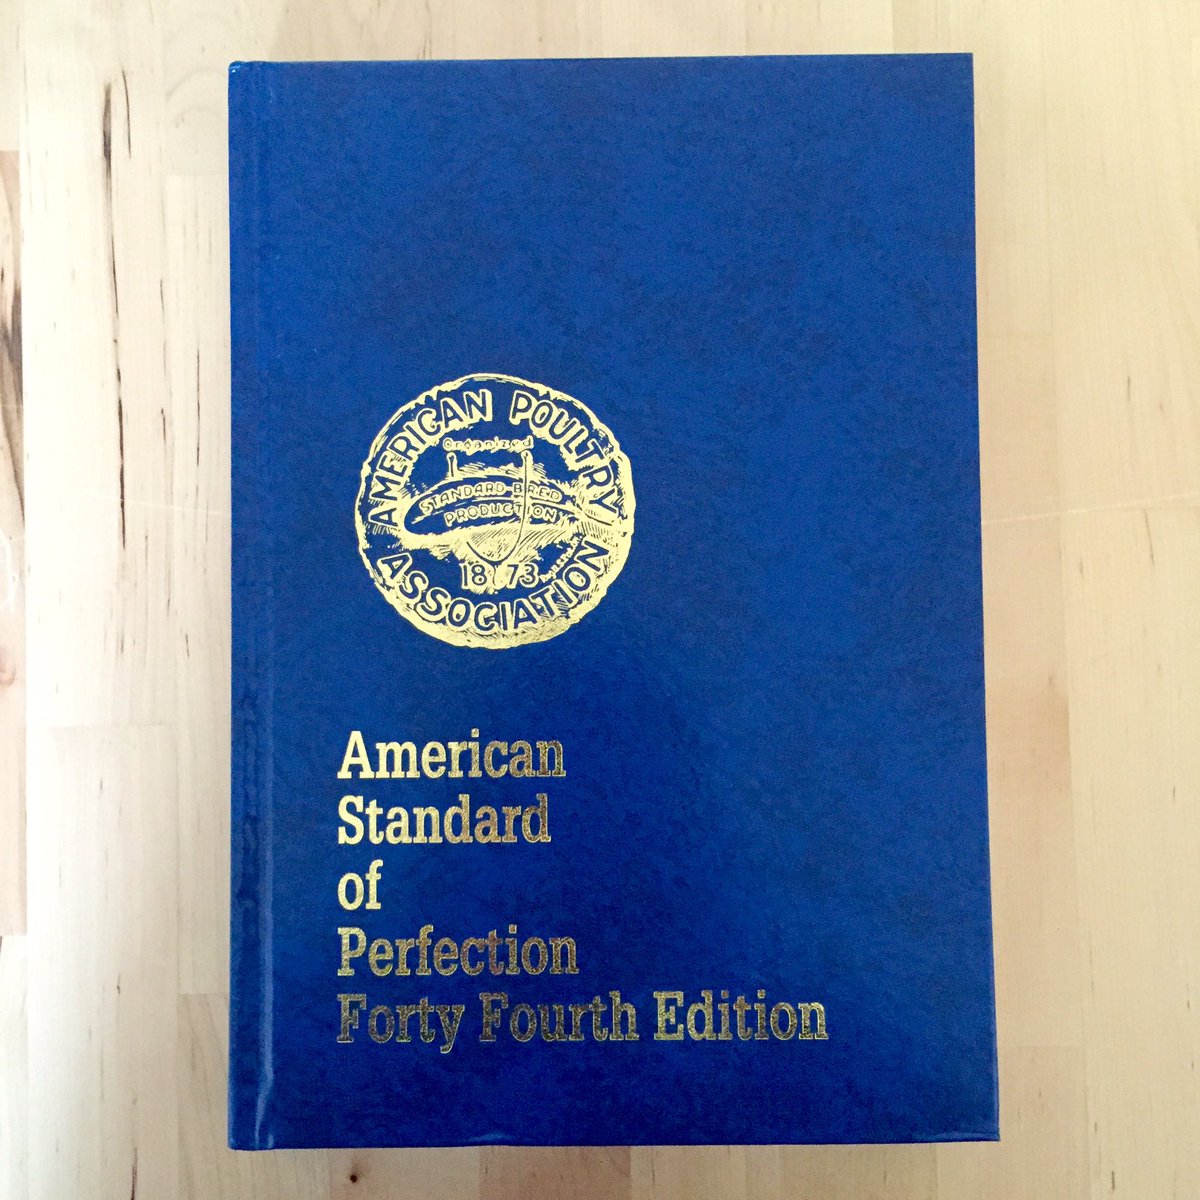 AMERICAN POULTRY
Organized
STANDARD BRED
PRODUCTION
1873
ASSOCIATION
American
Standard
of
Perfection
Forty Fourth Edition